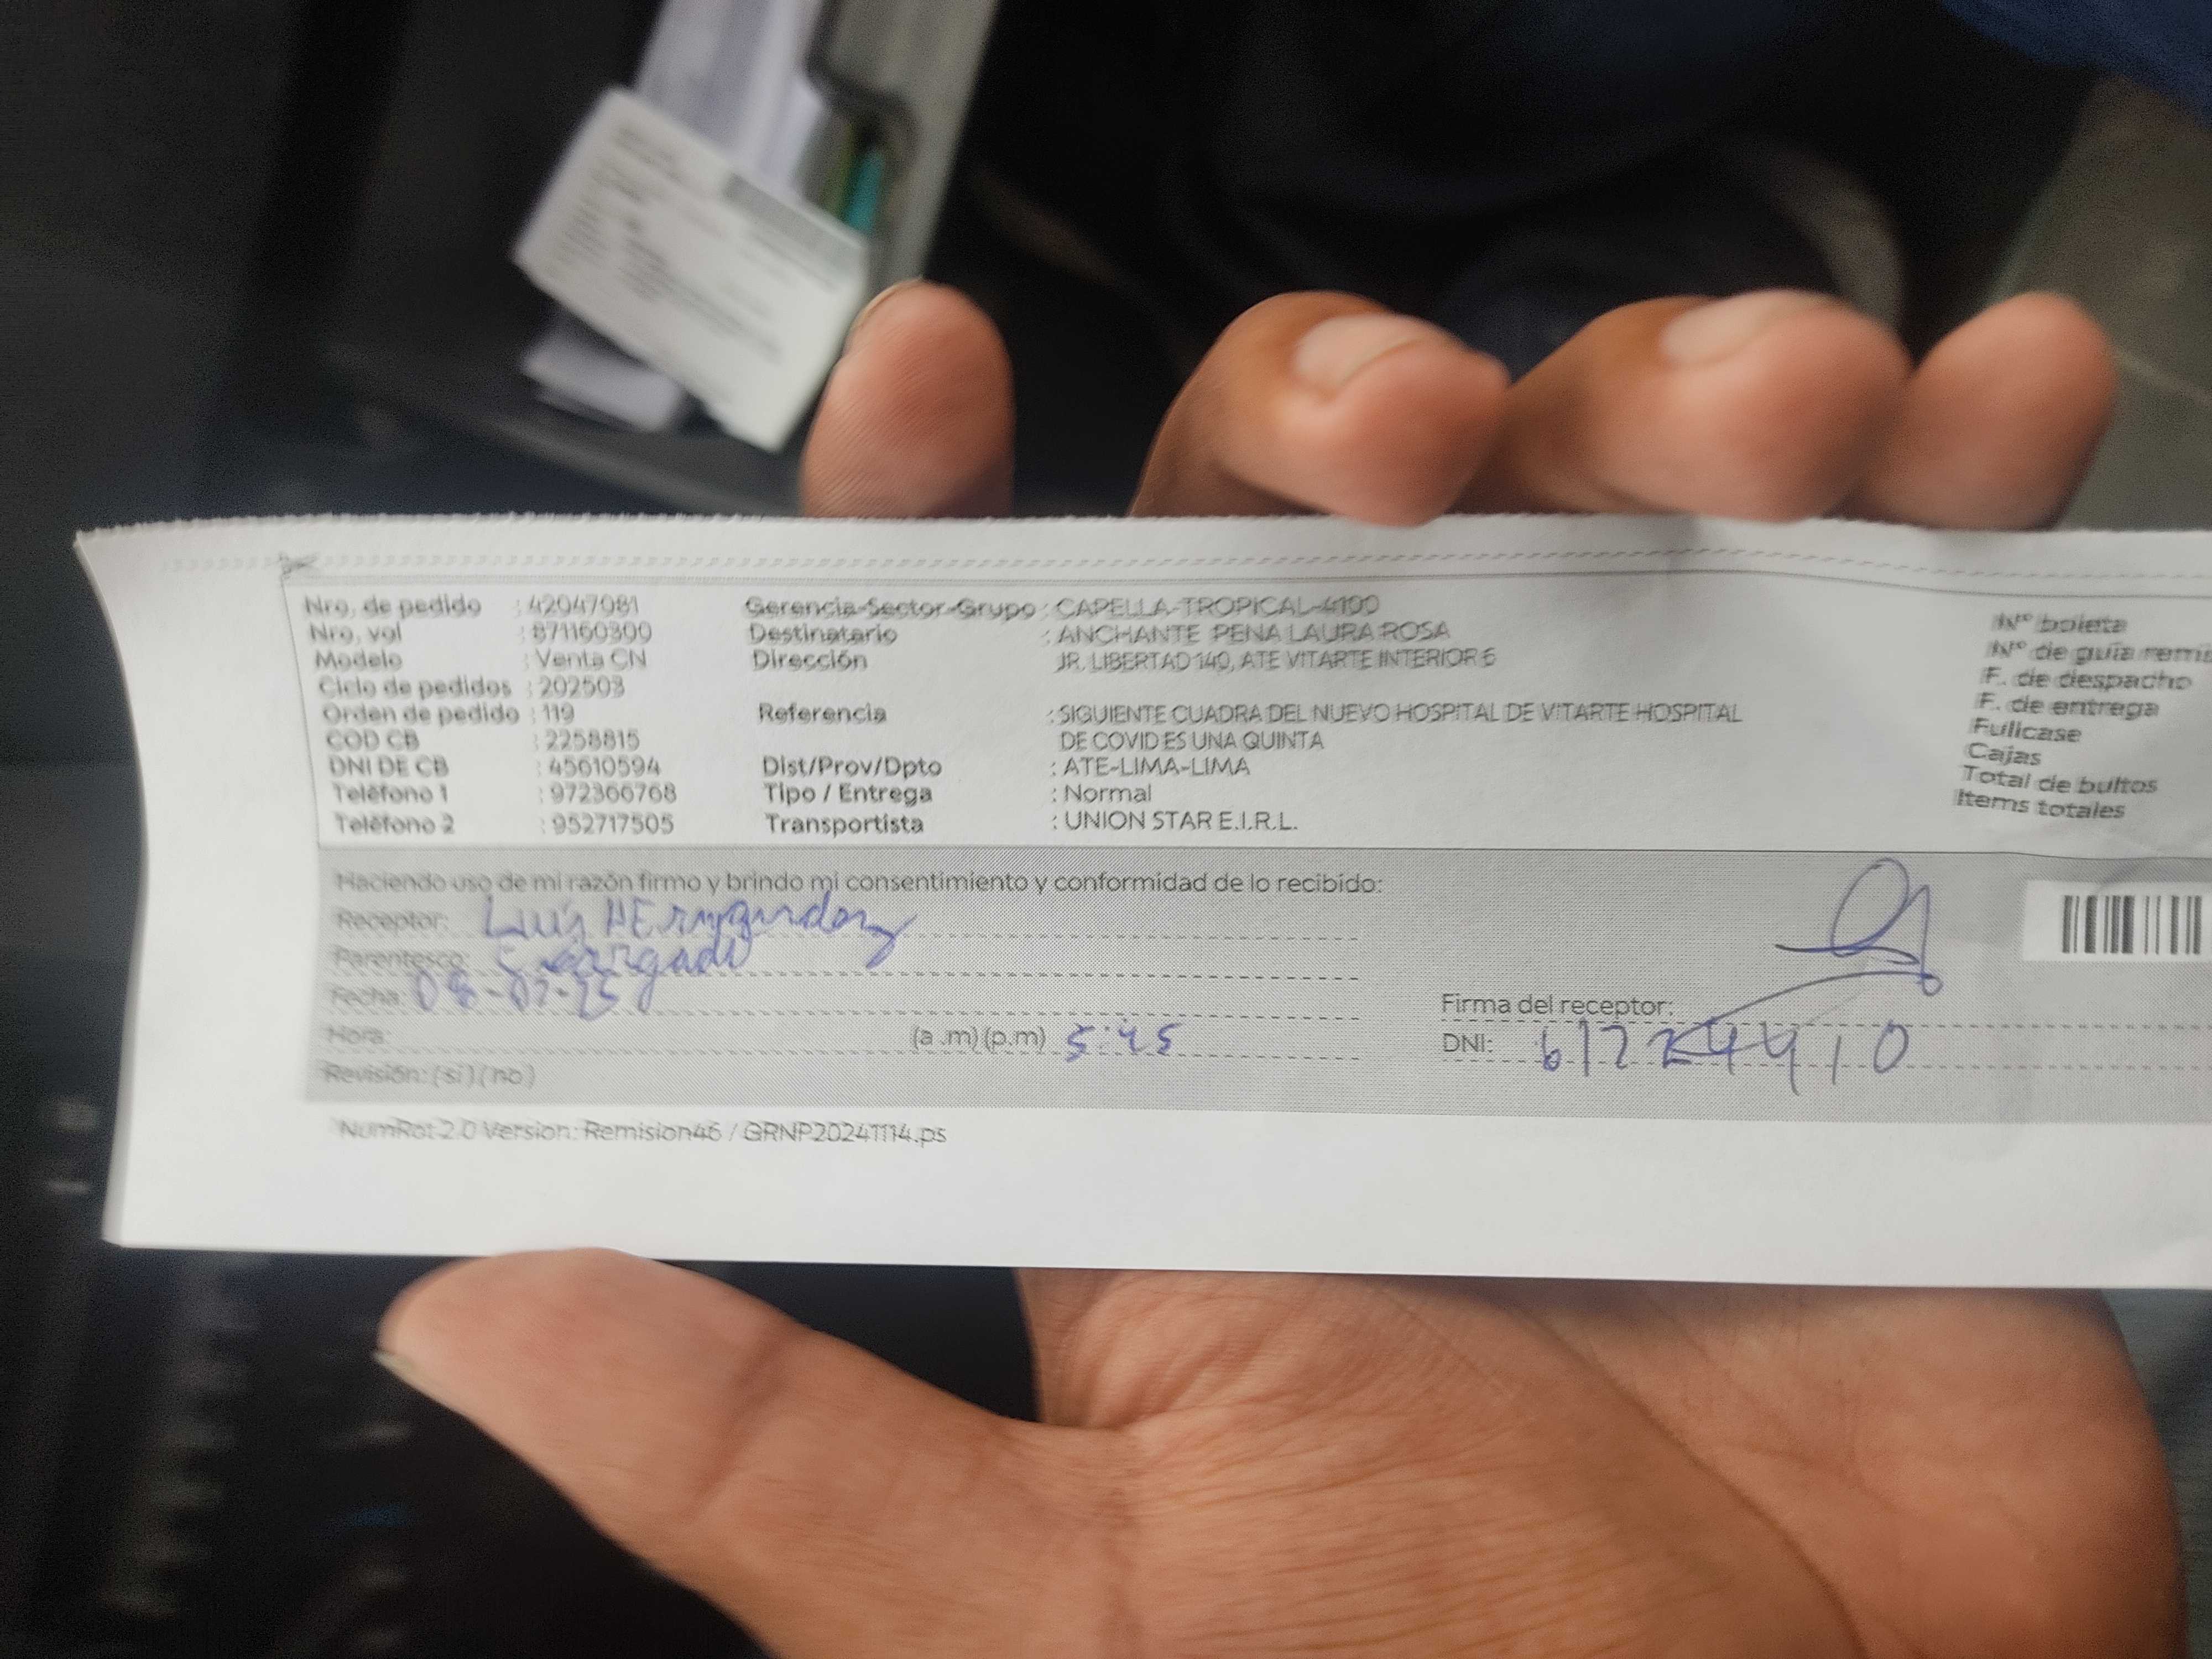 Nro. de pedido : 42047081
Nro. vol : 871160300
Modelo : Venta CN
Ciclo de pedidos : 202503
Orden de pedido : 119
COD CB : 2258815
DNI DE CB : 45610594
Teléfono 1 : 972366768
Teléfono 2 : 952717505
Gerencia-Sector-Grupo : CAPELLA-TROPICAL-4100
Destinatario : ANCHANTE PENA LAURA ROSA
Dirección JR. LIBERTAD 140, ATE VITARTE INTERIOR 6
Referencia : SIGUIENTE CUADRA DEL NUEVO HOSPITAL DE VITARTE HOSPITAL
DE COVID ES UNA QUINTA
Dist/Prov/Dpto : ATE-LIMA-LIMA
Tipo / Entrega : Normal
Transportista : UNION STAR E.I.R.L.
N° boleta
N° de guía remi
F. de despacho
F. de entrega
Fullcase
Cajas
Total de bultos
Items totales
Haciendo uso de mi razón firmo y brindo mi consentimiento y conformidad de lo recibido:
Receptor: Luis HErnandez
Parentesco:
Fecha:
Hora: (a .m)(p.m) 5:45
Revisión: (si)(no)
Firma del receptor:
DNI:
NumRot 2.0 Version: Remision46 / GRNP20241114.ps